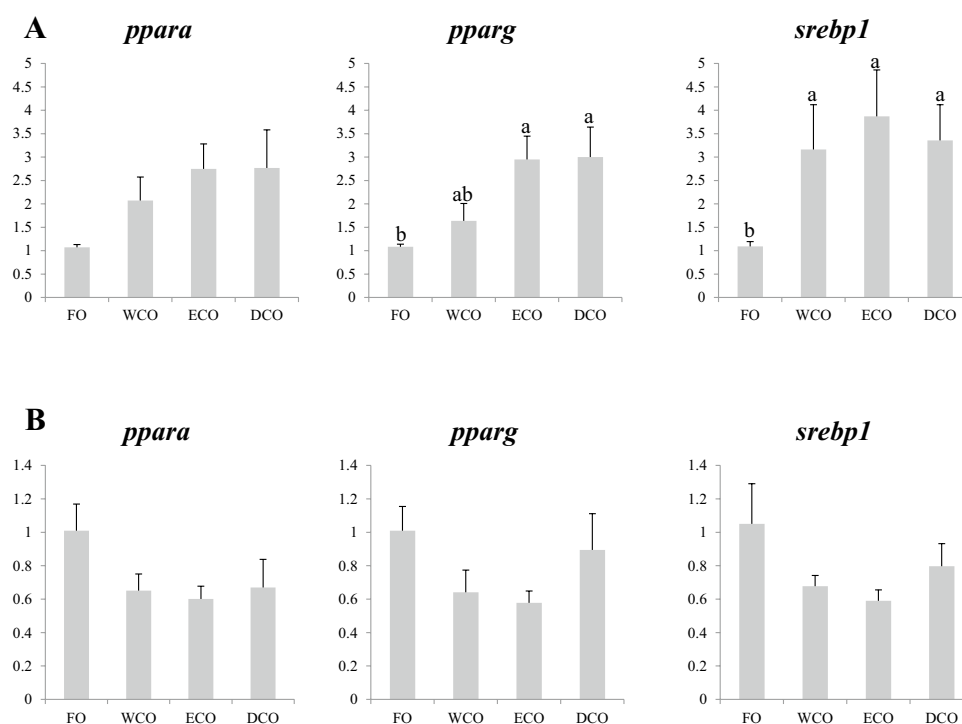 A
ppara pparg srebp1
5 5 5
4.5 4.5 4.5 a
4 4 4 a a
3.5 3.5 a a 3.5
3 3 3
2.5 2.5 2.5
2 2 ab 2
1.5 1.5 1.5
1 1 b 1 b
0.5 0.5 0.5
0 0 0
FO WCO ECO DCO FO WCO ECO DCO FO WCO ECO DCO
B
ppara pparg srebp1
1.4 1.4 1.4
1.2 1.2 1.2
1 1 1
0.8 0.8 0.8
0.6 0.6 0.6
0.4 0.4 0.4
0.2 0.2 0.2
0 0 0
FO WCO ECO DCO FO WCO ECO DCO FO WCO ECO DCO